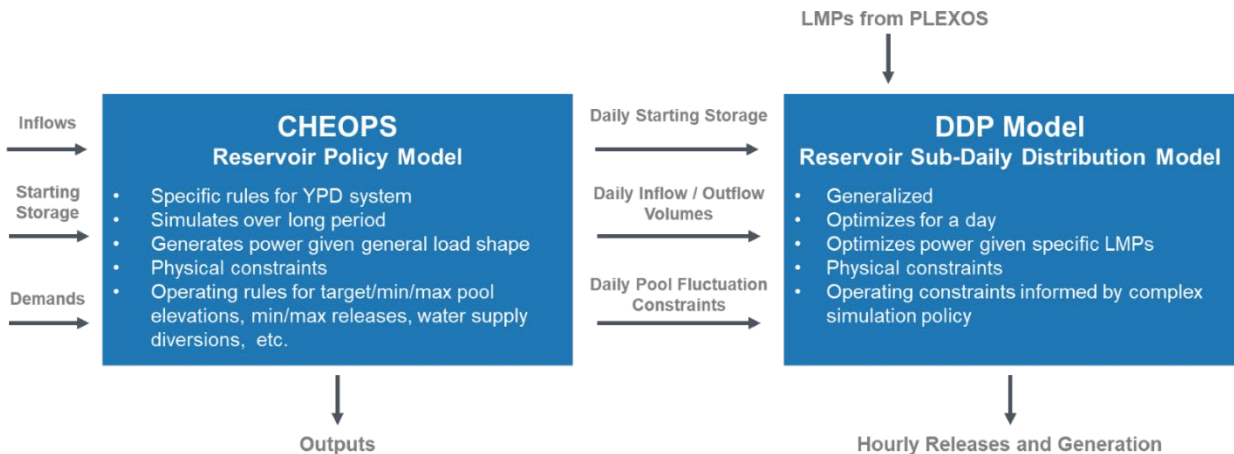 LMPs from PLEXOS
Inflows
Starting
Storage
Demands
CHEOPS
Reservoir Policy Model
• Specific rules for YPD system
• Simulates over long period
• Generates power given general load shape
• Physical constraints
• Operating rules for target/min/max pool
elevations, min/max releases, water supply
diversions, etc.
Outputs
Daily Starting Storage
Daily Inflow / Outflow
Volumes
Daily Pool Fluctuation
Constraints
DDP Model
Reservoir Sub-Daily Distribution Model
• Generalized
• Optimizes for a day
• Optimizes power given specific LMPs
• Physical constraints
• Operating constraints informed by complex
simulation policy
Hourly Releases and Generation